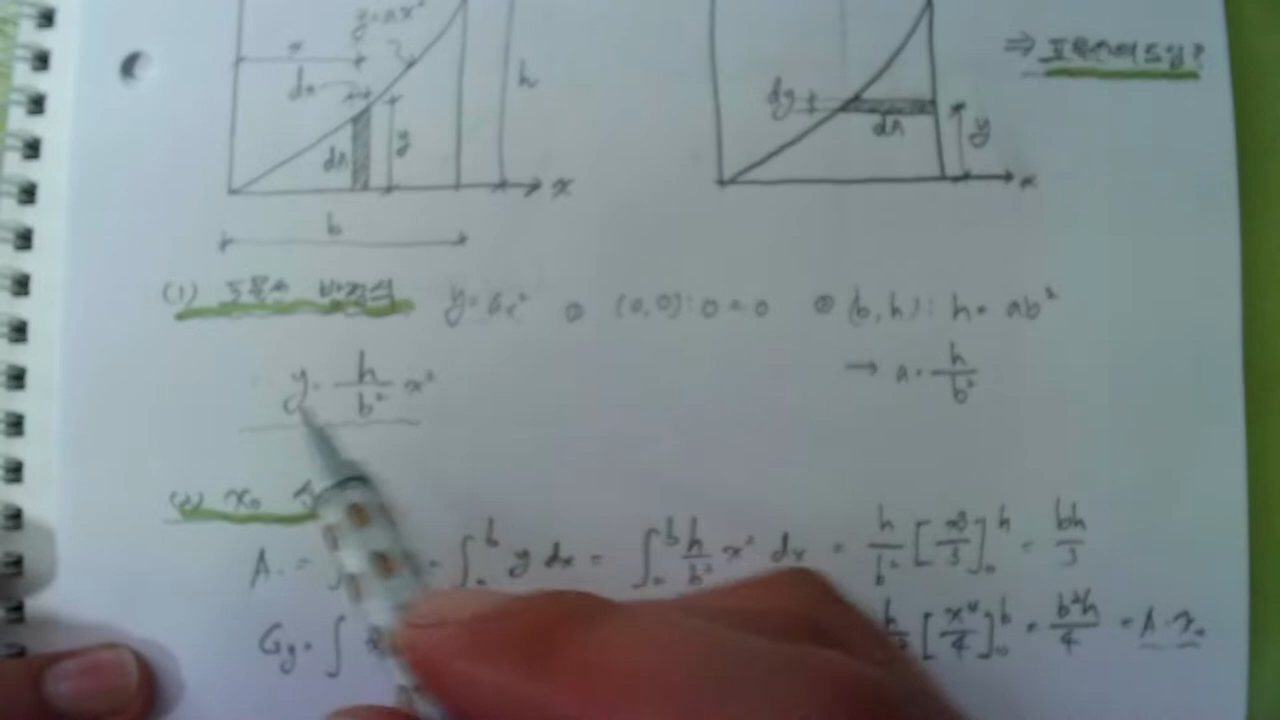 y=ax²
x
dx
h
dA
y
x
b
dy
dA
y
x
⇒ 포물선의 도심?
(1) 포물선 방정식 y=ax² ① (0,0): 0=0 ② (b,h): h=ab²
→ a=h/b²
y=h/b² x²
(2) x₀
A = ∫ = ∫₀ᵇ y dx = ∫₀ᵇ h/b² x² dx = h/b² [x³/3]₀ᵇ = bh/3
Gy = ∫ [x⁴/4]₀ᵇ = b²h/4 = A·x₀